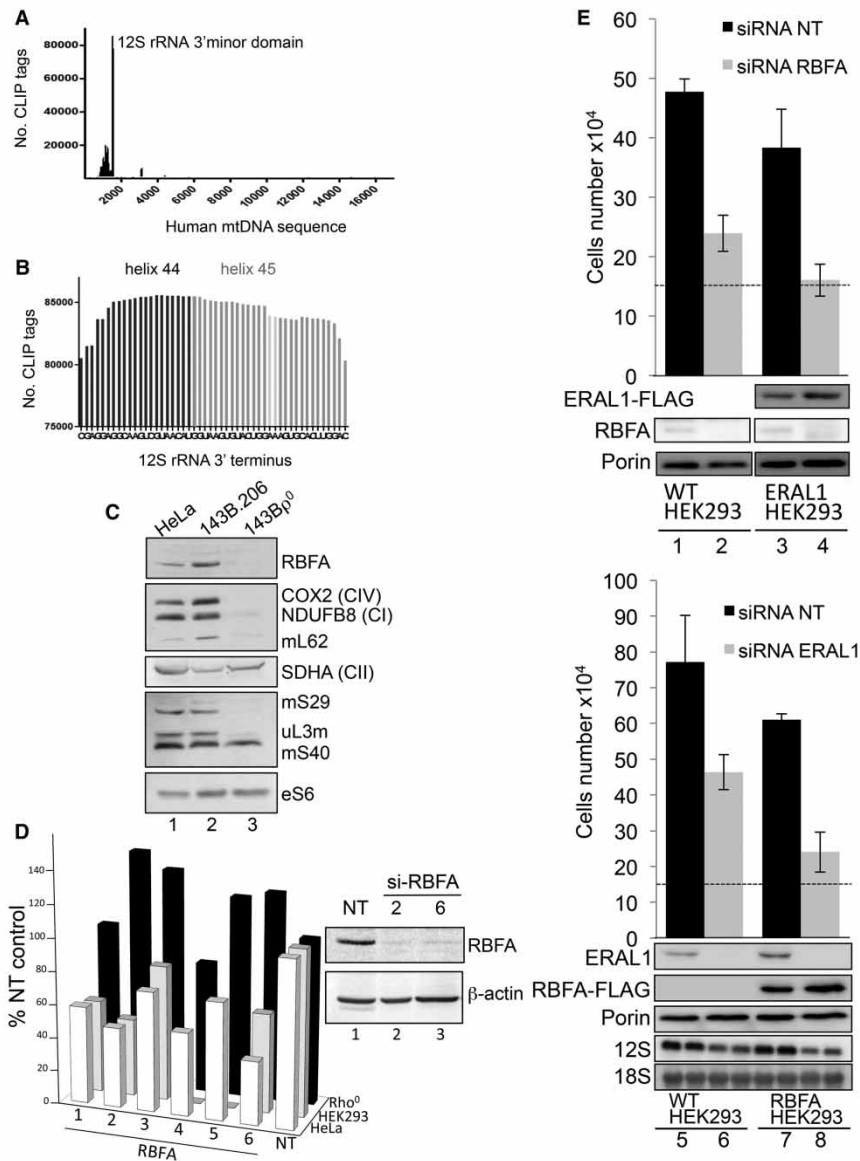 A
12S rRNA 3'minor domain
No. CLIP tags
80000
60000
40000
20000
2000
4000
6000
8000
10000
12000
14000
16000
Human mtDNA sequence
B
helix 44
helix 45
No. CLIP tags
85000
80000
75000
12S rRNA 3' terminus
C
HeLa
143B.206
143Bρ⁰
RBFA
COX2 (CIV)
NDUFB8 (CI)
mL62
SDHA (CII)
mS29
uL3m
mS40
eS6
1 2 3
D
% NT control
140
120
100
80
60
40
20
0
1 2 3 4 5 6 NT
RBFA
Rho⁰
HEK293
HeLa
si-RBFA
NT 2 6
RBFA
β-actin
1 2 3
E
siRNA NT
siRNA RBFA
Cells number x10⁴
60
50
40
30
20
10
0
ERAL1-FLAG
RBFA
Porin
WT HEK293
ERAL1 HEK293
1 2 3 4
siRNA NT
siRNA ERAL1
Cells number x10⁴
100
90
80
70
60
50
40
30
20
10
0
ERAL1
RBFA-FLAG
Porin
12S
18S
WT HEK293
RBFA HEK293
5 6 7 8